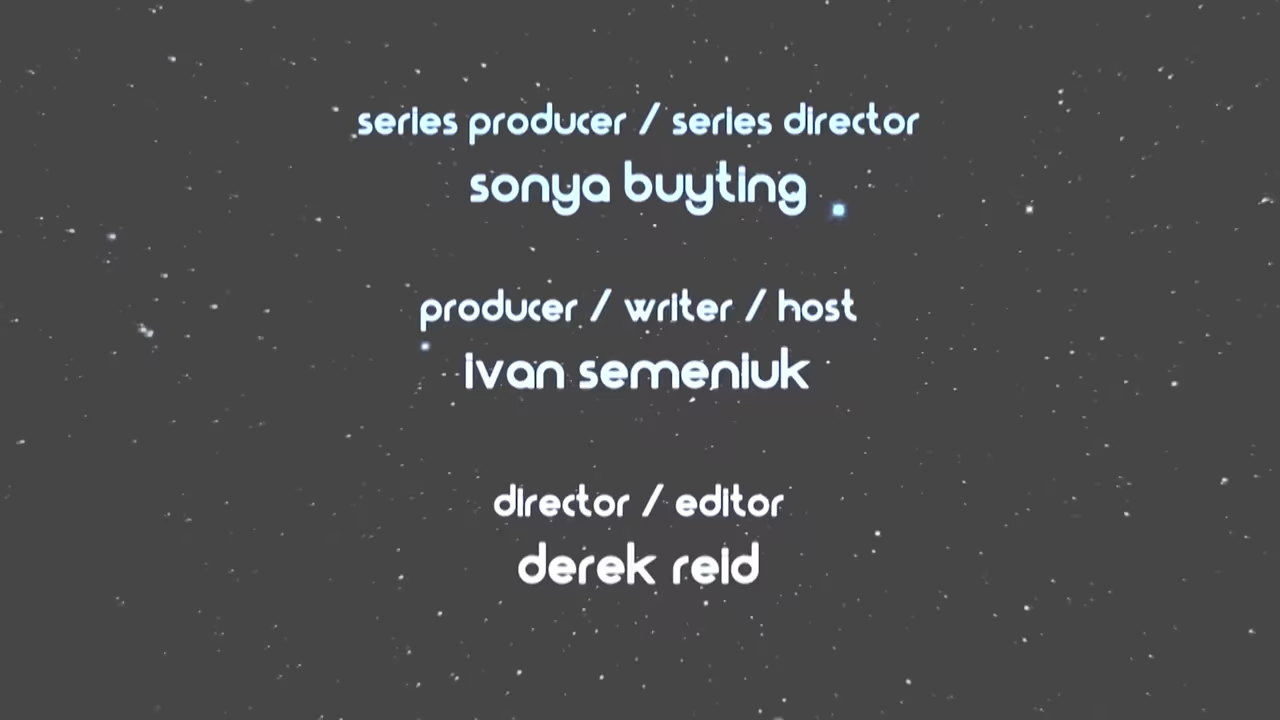 series producer / series director
sonya buyting
producer / writer / host
ivan semeniuk
director / editor
derek reid